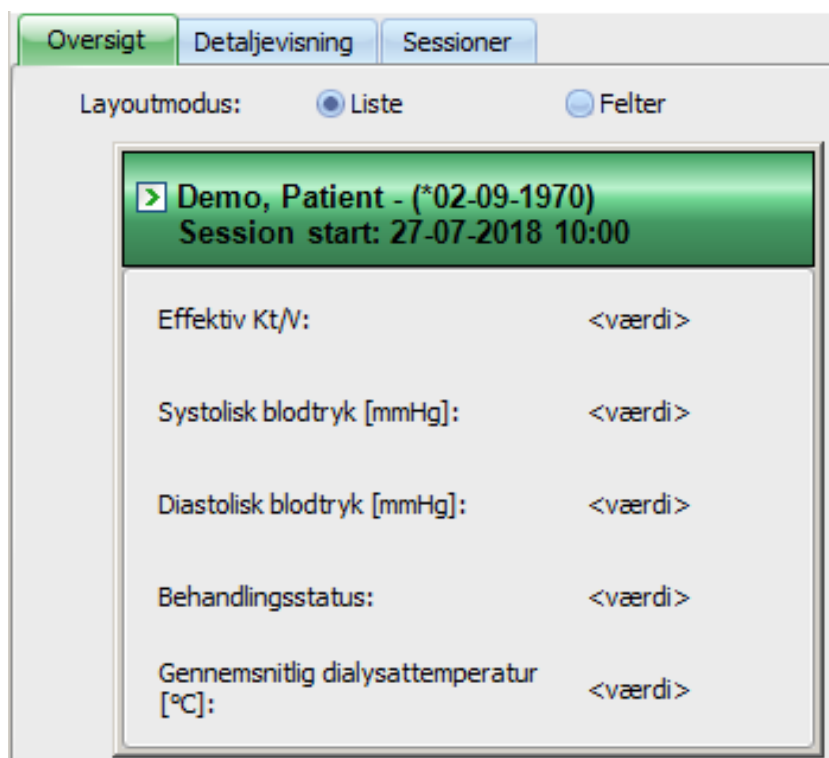 Oversigt Detaljevisning Sessioner
Layoutmodus: Liste Felter
Demo, Patient - (*02-09-1970)
Session start: 27-07-2018 10:00
Effektiv Kt/V: <værdi>
Systolisk blodtryk [mmHg]: <værdi>
Diastolisk blodtryk [mmHg]: <værdi>
Behandlingsstatus: <værdi>
Gennemsnitlig dialysattemperatur
[°C]: <værdi>